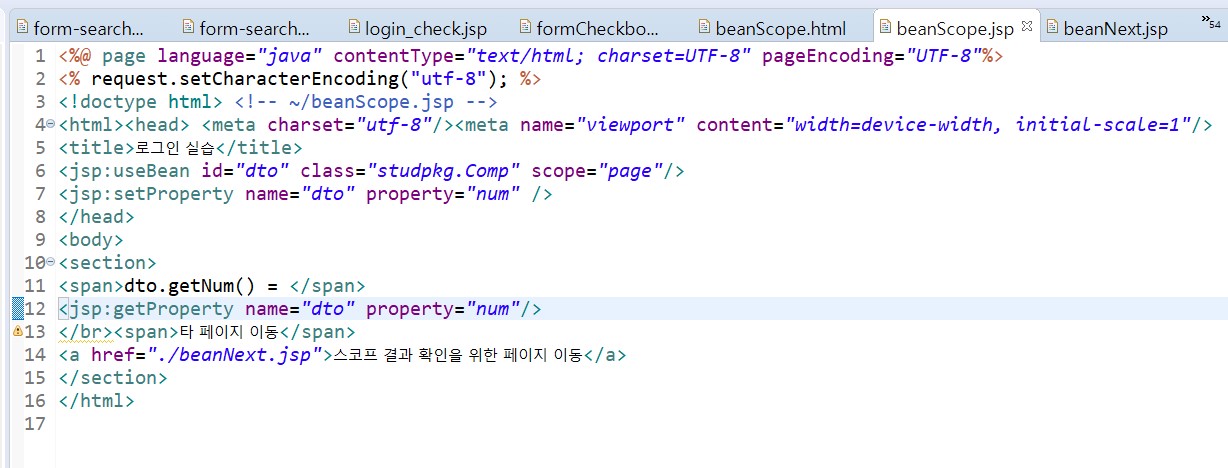 form-search... form-search... login_check.jsp formCheckbo... beanScope.html beanScope.jsp beanNext.jsp »54
1 <%@ page language="java" contentType="text/html; charset=UTF-8" pageEncoding="UTF-8"%>
2 <% request.setCharacterEncoding("utf-8"); %>
3 <!doctype html> <!-- ~/beanScope.jsp -->
4 <html><head> <meta charset="utf-8"/><meta name="viewport" content="width=device-width, initial-scale=1"/>
5 <title>로그인 실습</title>
6 <jsp:useBean id="dto" class="studpkg.Comp" scope="page"/>
7 <jsp:setProperty name="dto" property="num" />
8 </head>
9 <body>
10 <section>
11 <span>dto.getNum() = </span>
12 <jsp:getProperty name="dto" property="num"/>
13 </br><span>타 페이지 이동</span>
14 <a href="./beanNext.jsp">스코프 결과 확인을 위한 페이지 이동</a>
15 </section>
16 </html>
17